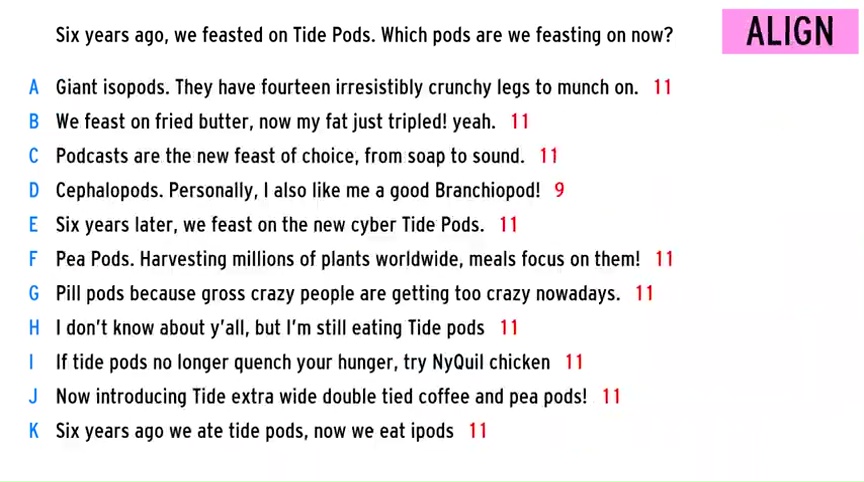 Six years ago, we feasted on Tide Pods. Which pods are we feasting on now?
ALIGN
A Giant isopods. They have fourteen irresistibly crunchy legs to munch on. 11
B We feast on fried butter, now my fat just tripled! yeah. 11
C Podcasts are the new feast of choice, from soap to sound. 11
D Cephalopods. Personally, I also like me a good Branchiopod! 9
E Six years later, we feast on the new cyber Tide Pods. 11
F Pea Pods. Harvesting millions of plants worldwide, meals focus on them! 11
G Pill pods because gross crazy people are getting too crazy nowadays. 11
H I don't know about y'all, but I'm still eating Tide pods 11
I If tide pods no longer quench your hunger, try NyQuil chicken 11
J Now introducing Tide extra wide double tied coffee and pea pods! 11
K Six years ago we ate tide pods, now we eat ipods 11